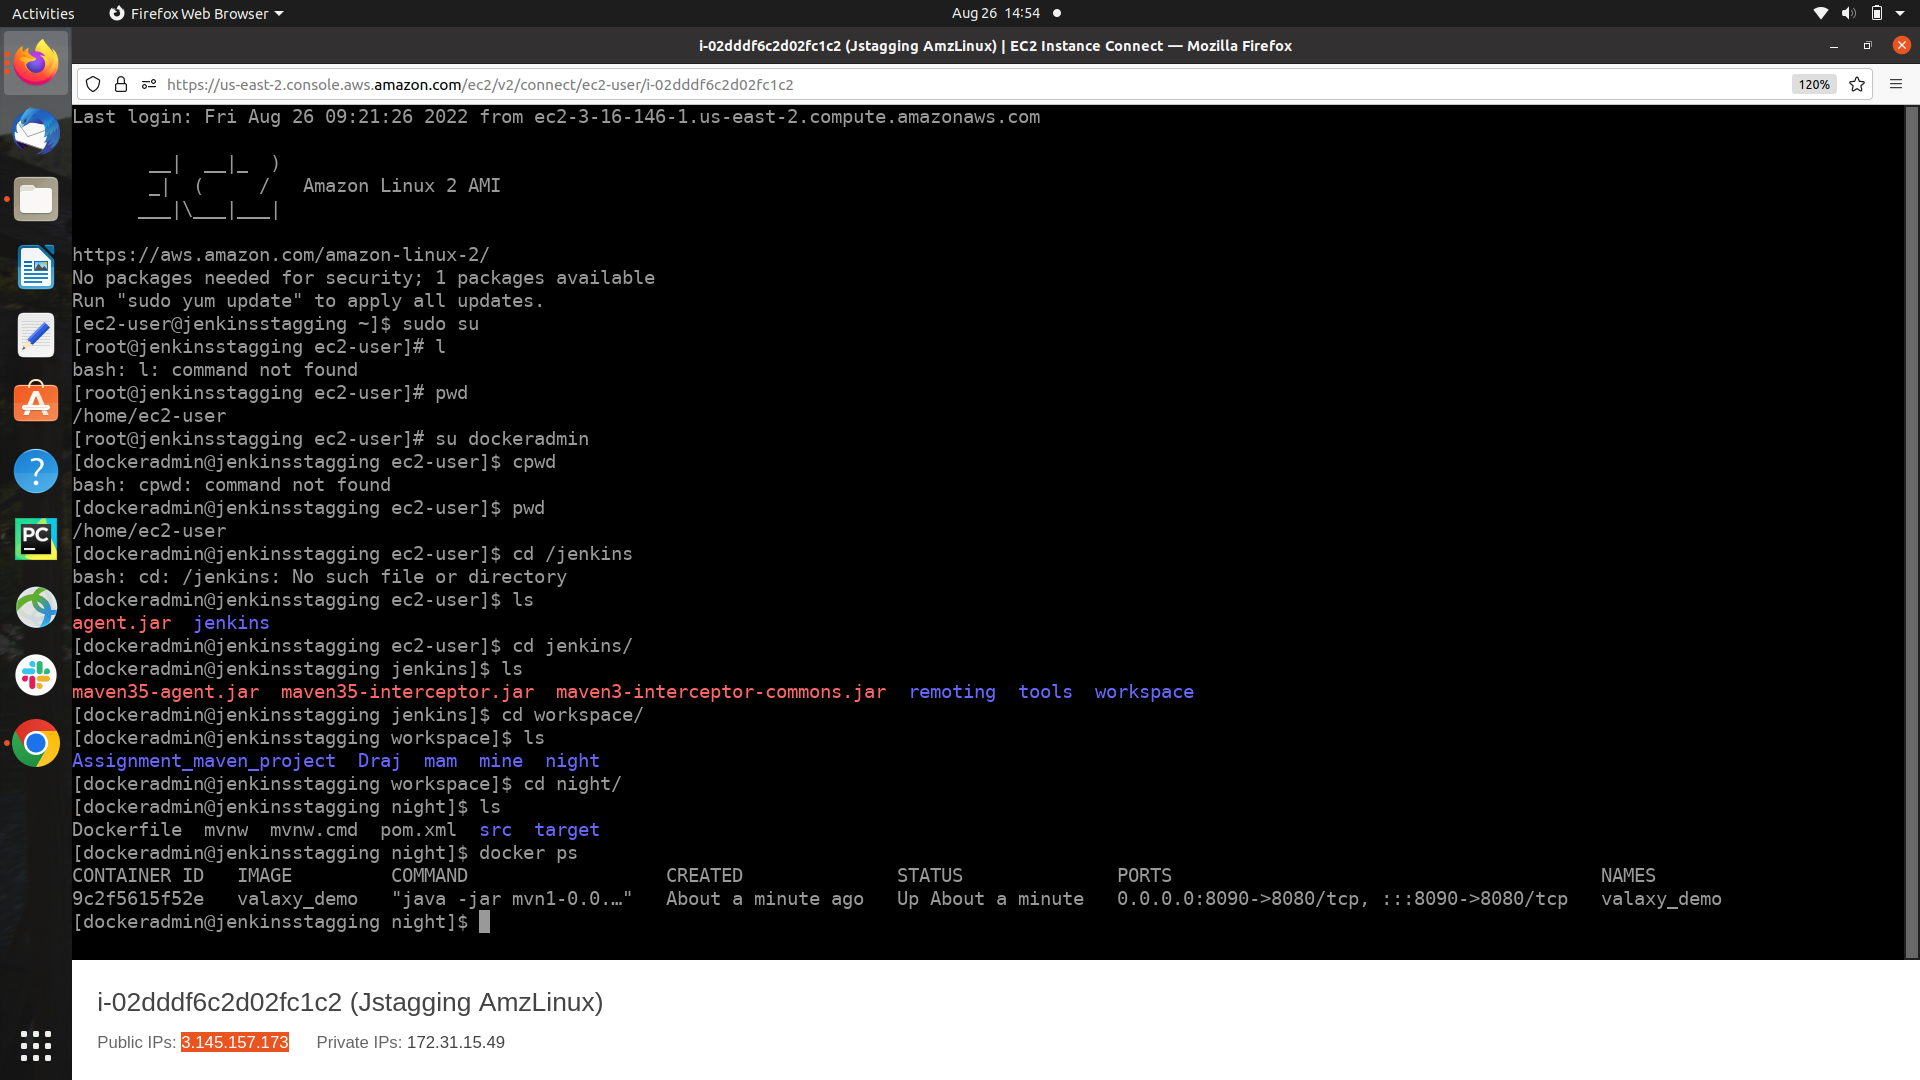 Activities Firefox Web Browser Aug 26 14:54
i-02dddf6c2d02fc1c2 (Jstagging AmzLinux) | EC2 Instance Connect — Mozilla Firefox
https://us-east-2.console.aws.amazon.com/ec2/v2/connect/ec2-user/i-02dddf6c2d02fc1c2 120%
Last login: Fri Aug 26 09:21:26 2022 from ec2-3-16-146-1.us-east-2.compute.amazonaws.com
__|  __|_  )
_|  (     /   Amazon Linux 2 AMI
___|\___|___|
https://aws.amazon.com/amazon-linux-2/
No packages needed for security; 1 packages available
Run "sudo yum update" to apply all updates.
[ec2-user@jenkinsstagging ~]$ sudo su
[root@jenkinsstagging ec2-user]# l
bash: l: command not found
[root@jenkinsstagging ec2-user]# pwd
/home/ec2-user
[root@jenkinsstagging ec2-user]# su dockeradmin
[dockeradmin@jenkinsstagging ec2-user]$ cpwd
bash: cpwd: command not found
[dockeradmin@jenkinsstagging ec2-user]$ pwd
/home/ec2-user
[dockeradmin@jenkinsstagging ec2-user]$ cd /jenkins
bash: cd: /jenkins: No such file or directory
[dockeradmin@jenkinsstagging ec2-user]$ ls
agent.jar  jenkins
[dockeradmin@jenkinsstagging ec2-user]$ cd jenkins/
[dockeradmin@jenkinsstagging jenkins]$ ls
maven35-agent.jar  maven35-interceptor.jar  maven3-interceptor-commons.jar  remoting  tools  workspace
[dockeradmin@jenkinsstagging jenkins]$ cd workspace/
[dockeradmin@jenkinsstagging workspace]$ ls
Assignment_maven_project  Draj  mam  mine  night
[dockeradmin@jenkinsstagging workspace]$ cd night/
[dockeradmin@jenkinsstagging night]$ ls
Dockerfile  mvnw  mvnw.cmd  pom.xml  src  target
[dockeradmin@jenkinsstagging night]$ docker ps
CONTAINER ID   IMAGE         COMMAND                  CREATED              STATUS              PORTS                                       NAMES
9c2f5615f52e   valaxy_demo   "java -jar mvn1-0.0.…"   About a minute ago   Up About a minute   0.0.0.0:8090->8080/tcp, :::8090->8080/tcp   valaxy_demo
[dockeradmin@jenkinsstagging night]$
i-02dddf6c2d02fc1c2 (Jstagging AmzLinux)
Public IPs: 3.145.157.173 Private IPs: 172.31.15.49
PC